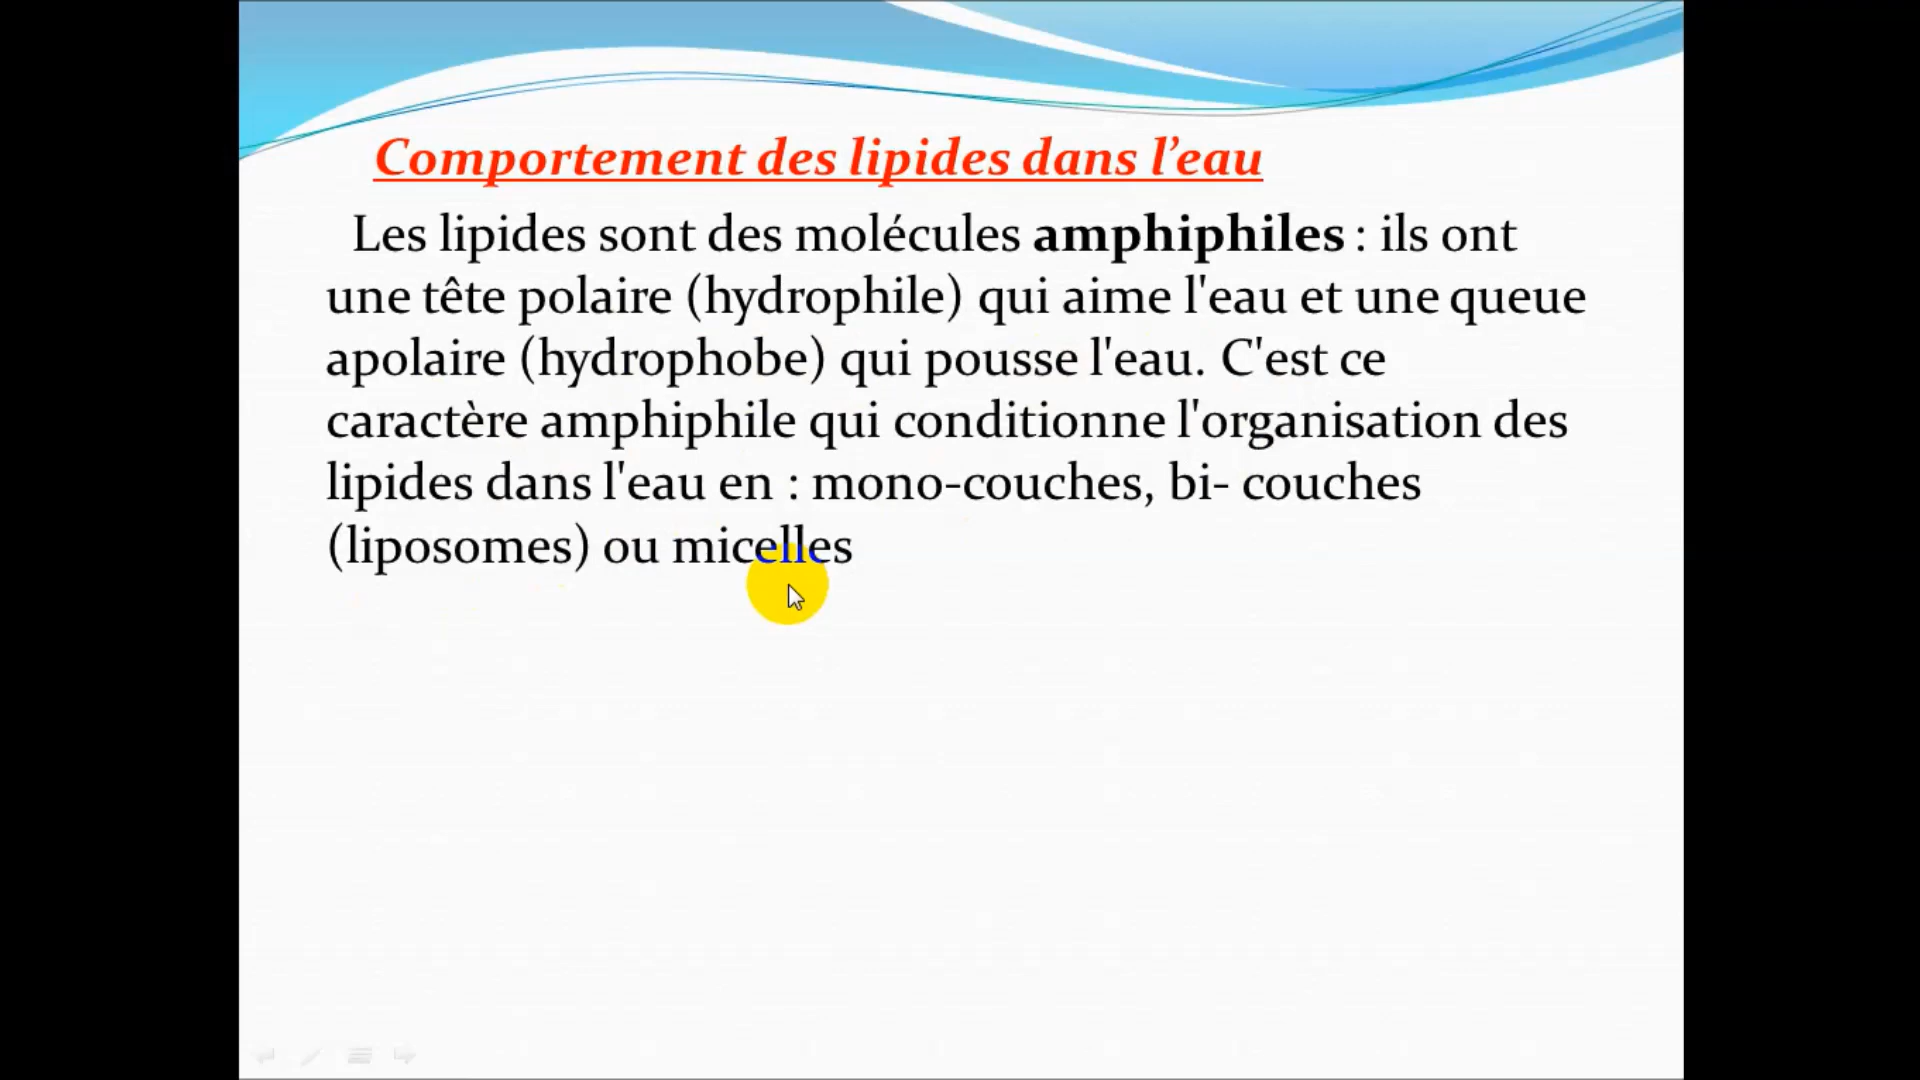 Comportement des lipides dans l’eau
Les lipides sont des molécules amphiphiles : ils ont
une tête polaire (hydrophile) qui aime l'eau et une queue
apolaire (hydrophobe) qui pousse l'eau. C'est ce
caractère amphiphile qui conditionne l'organisation des
lipides dans l'eau en : mono-couches, bi- couches
(liposomes) ou micelles